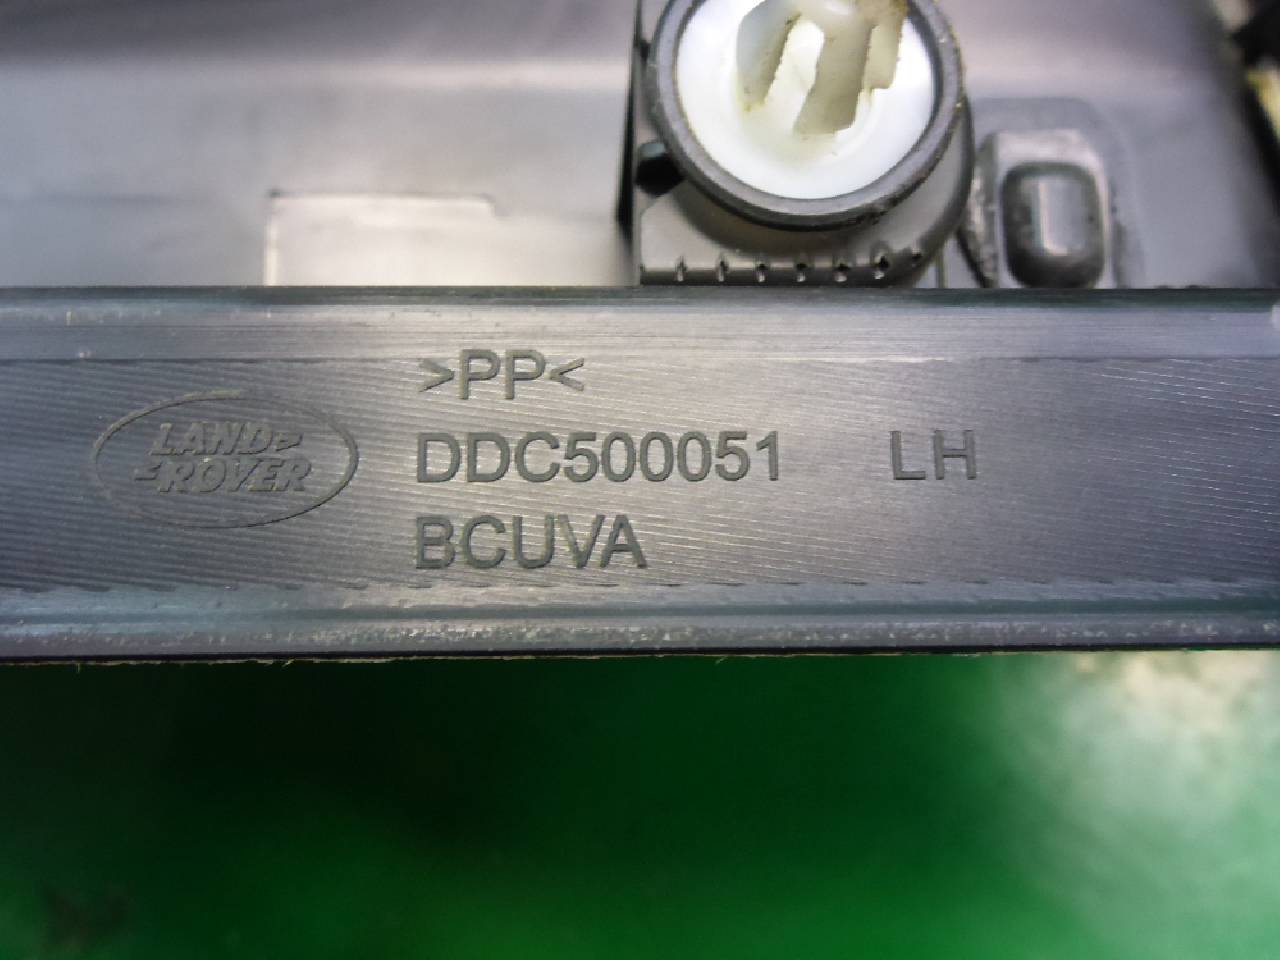 >PP<
LAND
ROVER
DDC500051 LH
BCUVA